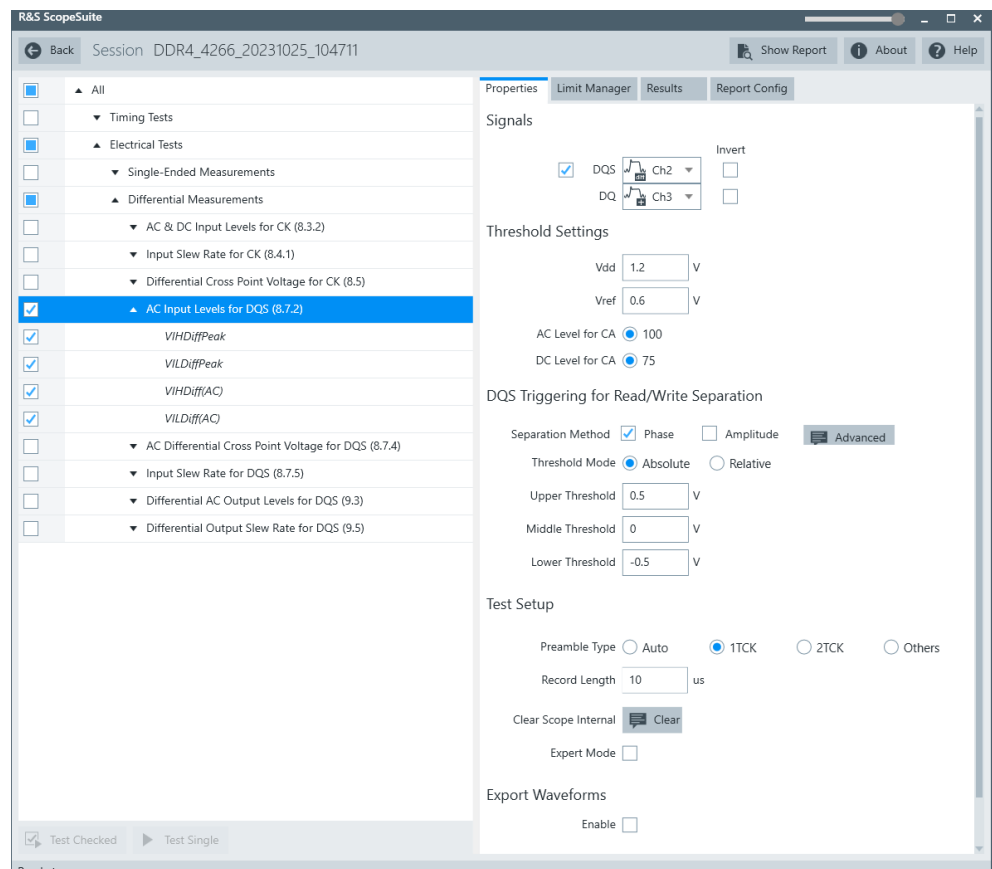 R&S ScopeSuite
Back Session DDR4_4266_20231025_104711 Show Report About Help
All
Timing Tests
Electrical Tests
Single-Ended Measurements
Differential Measurements
AC & DC Input Levels for CK (8.3.2)
Input Slew Rate for CK (8.4.1)
Differential Cross Point Voltage for CK (8.5)
AC Input Levels for DQS (8.7.2)
VIHDiffPeak
VILDiffPeak
VIHDiff(AC)
VILDiff(AC)
AC Differential Cross Point Voltage for DQS (8.7.4)
Input Slew Rate for DQS (8.7.5)
Differential AC Output Levels for DQS (9.3)
Differential Output Slew Rate for DQS (9.5)
Test Checked Test Single
Properties Limit Manager Results Report Config
Signals
Invert
DQS Ch2
DQ Ch3
Threshold Settings
Vdd 1.2 V
Vref 0.6 V
AC Level for CA 100
DC Level for CA 75
DQS Triggering for Read/Write Separation
Separation Method Phase Amplitude Advanced
Threshold Mode Absolute Relative
Upper Threshold 0.5 V
Middle Threshold 0 V
Lower Threshold -0.5 V
Test Setup
Preamble Type Auto 1TCK 2TCK Others
Record Length 10 us
Clear Scope Internal Clear
Expert Mode
Export Waveforms
Enable